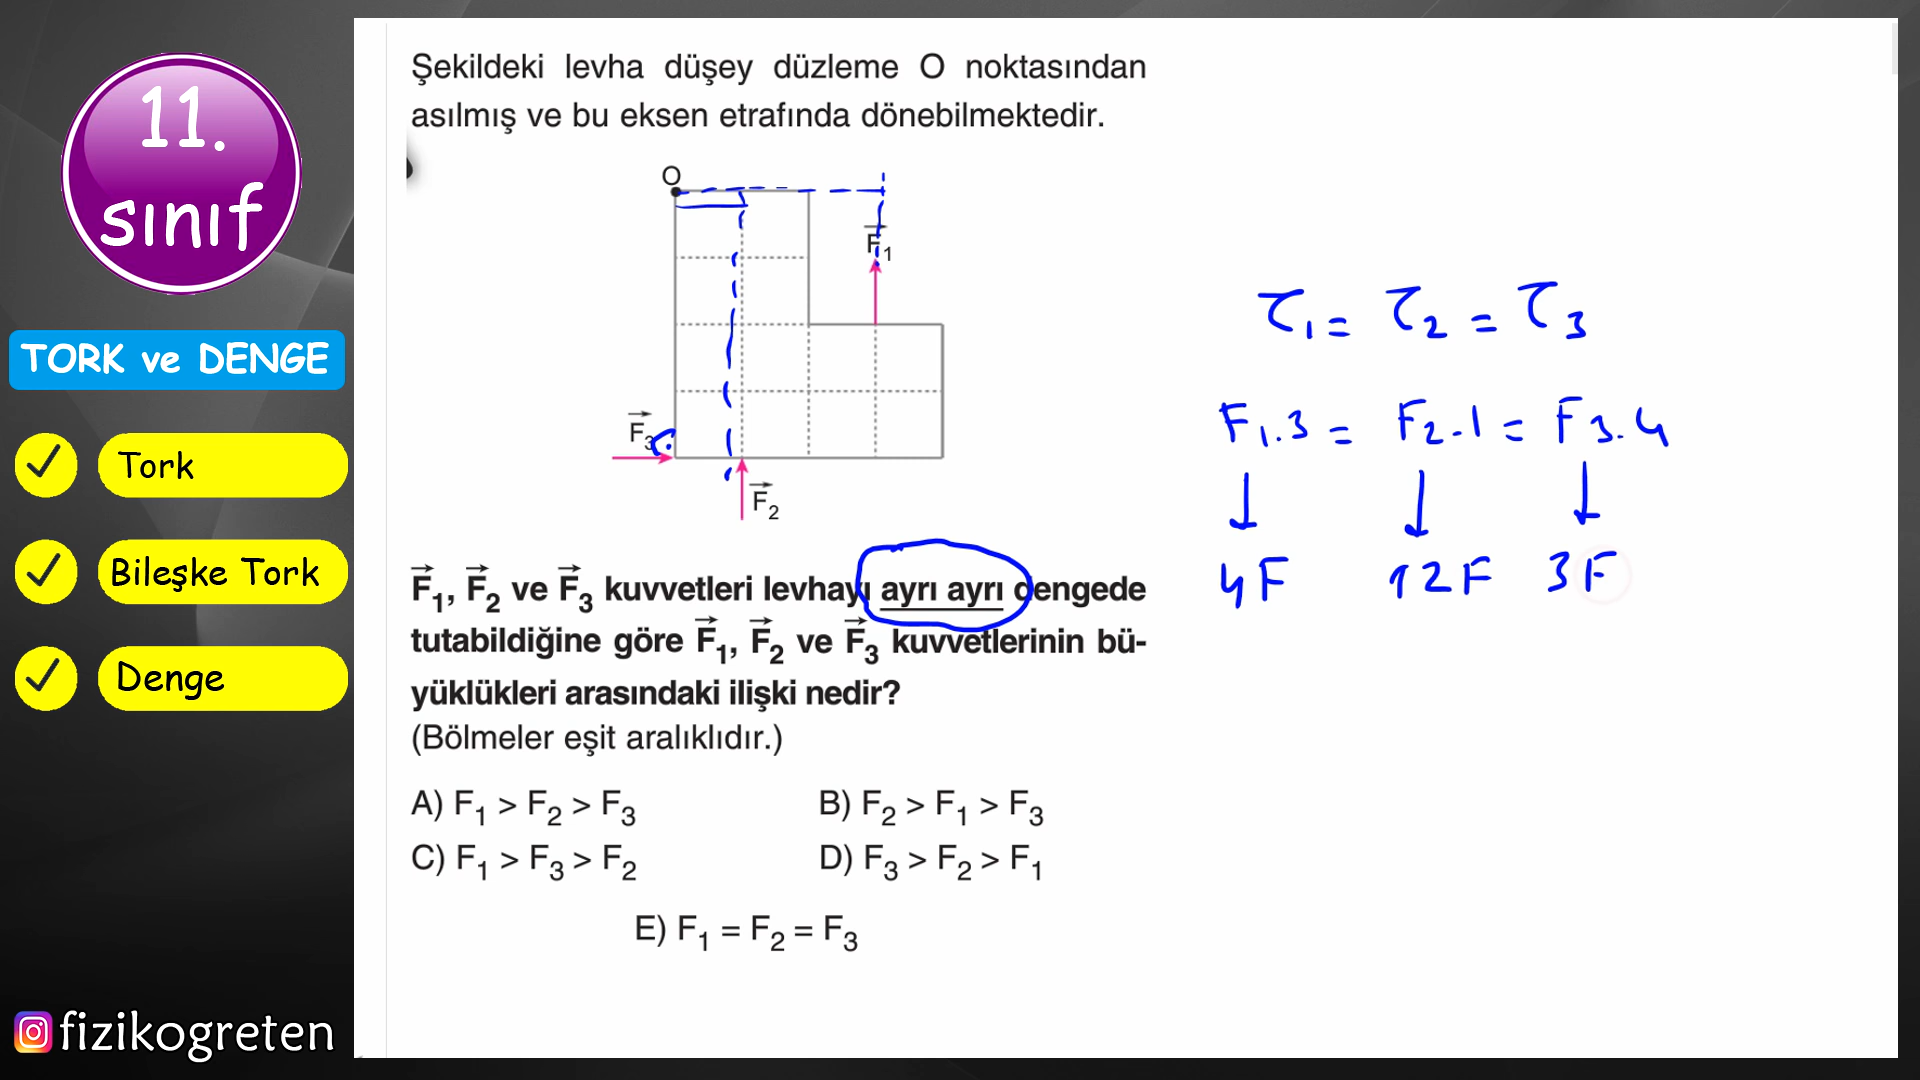 11.
sınıf
TORK ve DENGE
Tork
Bileşke Tork
Denge
fizikogreten
Şekildeki levha düşey düzleme O noktasından
asılmış ve bu eksen etrafında dönebilmektedir.
O
F₁
F₃
F₂
F₁, F₂ ve F₃ kuvvetleri levhayı ayrı ayrı dengede
tutabildiğine göre F₁, F₂ ve F₃ kuvvetlerinin bü-
yüklükleri arasındaki ilişki nedir?
(Bölmeler eşit aralıklıdır.)
A) F₁ > F₂ > F₃
B) F₂ > F₁ > F₃
C) F₁ > F₃ > F₂
D) F₃ > F₂ > F₁
E) F₁ = F₂ = F₃
τ₁ = τ₂ = τ₃
F₁.3 = F₂.1 = F₃.4
4F 12F 3F